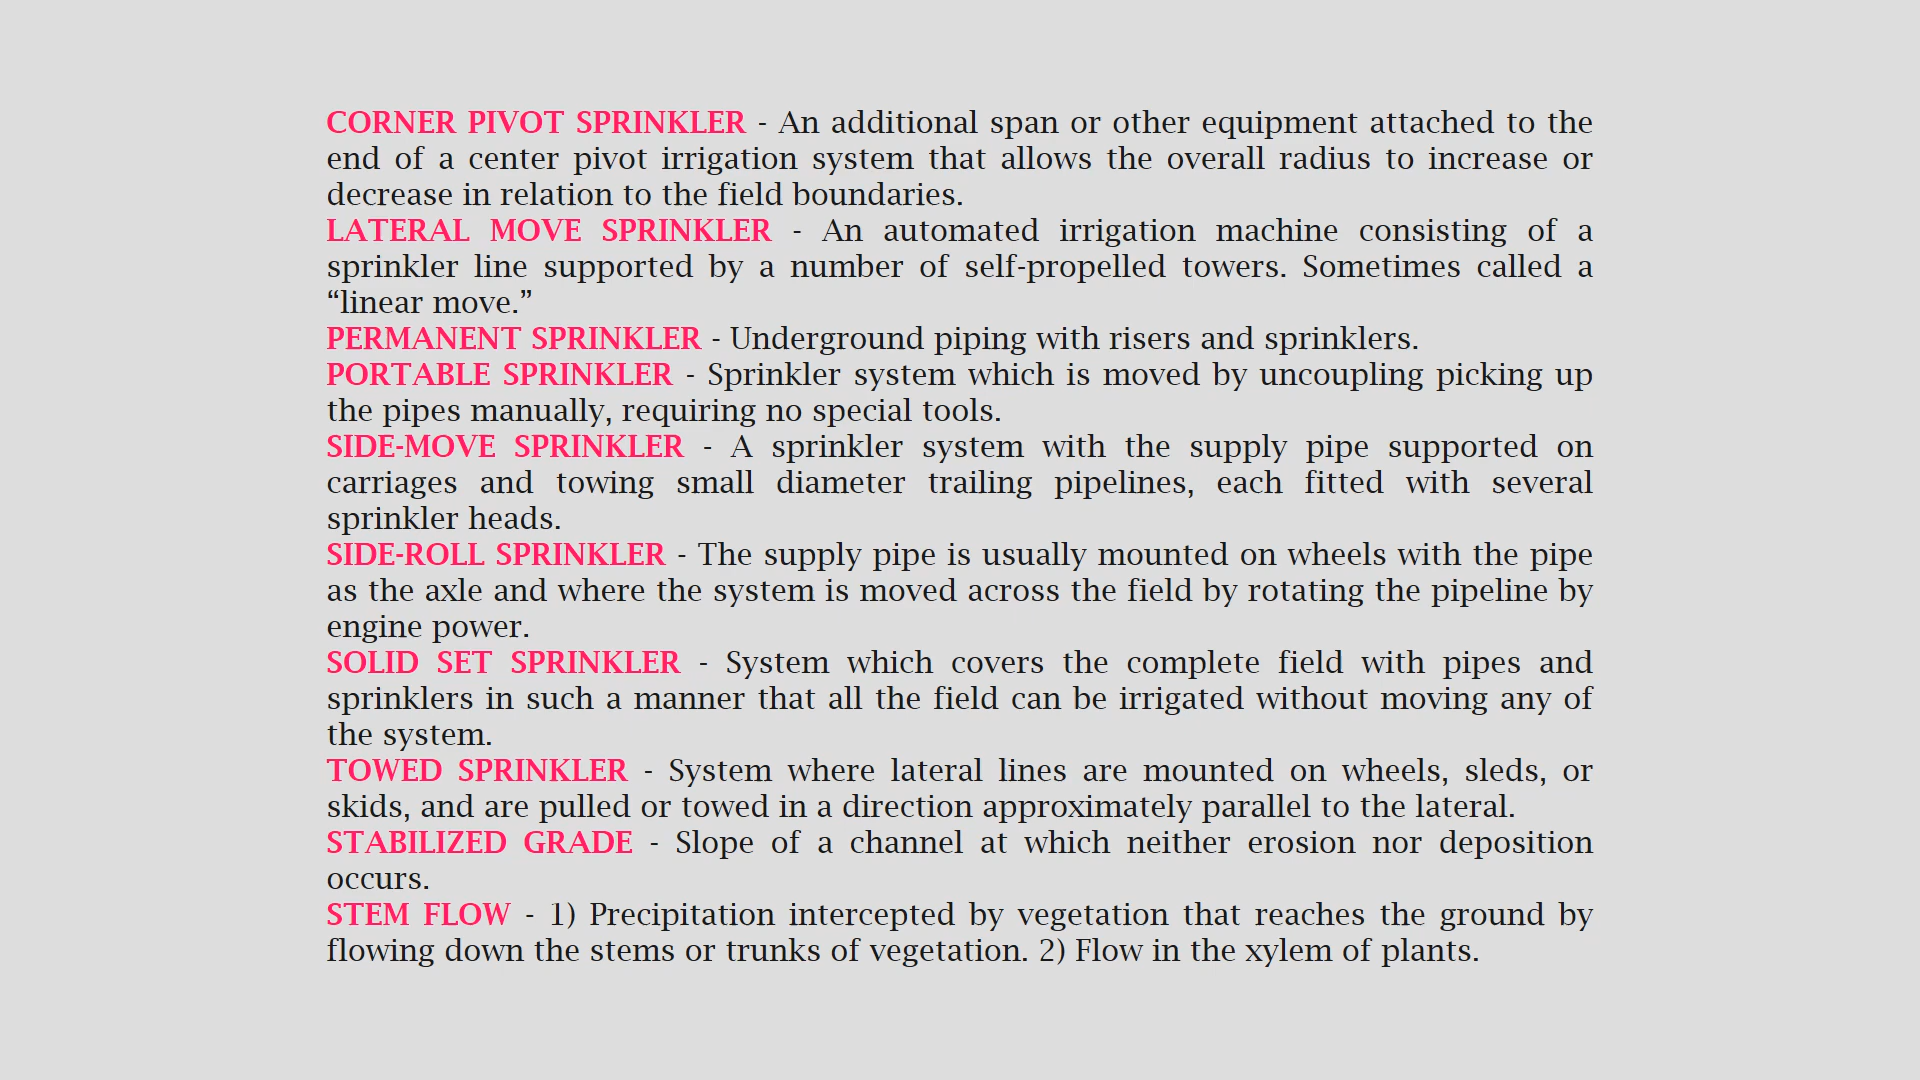 CORNER PIVOT SPRINKLER - An additional span or other equipment attached to the
end of a center pivot irrigation system that allows the overall radius to increase or
decrease in relation to the field boundaries.
LATERAL MOVE SPRINKLER - An automated irrigation machine consisting of a
sprinkler line supported by a number of self-propelled towers. Sometimes called a
“linear move.”
PERMANENT SPRINKLER - Underground piping with risers and sprinklers.
PORTABLE SPRINKLER - Sprinkler system which is moved by uncoupling picking up
the pipes manually, requiring no special tools.
SIDE-MOVE SPRINKLER - A sprinkler system with the supply pipe supported on
carriages and towing small diameter trailing pipelines, each fitted with several
sprinkler heads.
SIDE-ROLL SPRINKLER - The supply pipe is usually mounted on wheels with the pipe
as the axle and where the system is moved across the field by rotating the pipeline by
engine power.
SOLID SET SPRINKLER - System which covers the complete field with pipes and
sprinklers in such a manner that all the field can be irrigated without moving any of
the system.
TOWED SPRINKLER - System where lateral lines are mounted on wheels, sleds, or
skids, and are pulled or towed in a direction approximately parallel to the lateral.
STABILIZED GRADE - Slope of a channel at which neither erosion nor deposition
occurs.
STEM FLOW - 1) Precipitation intercepted by vegetation that reaches the ground by
flowing down the stems or trunks of vegetation. 2) Flow in the xylem of plants.